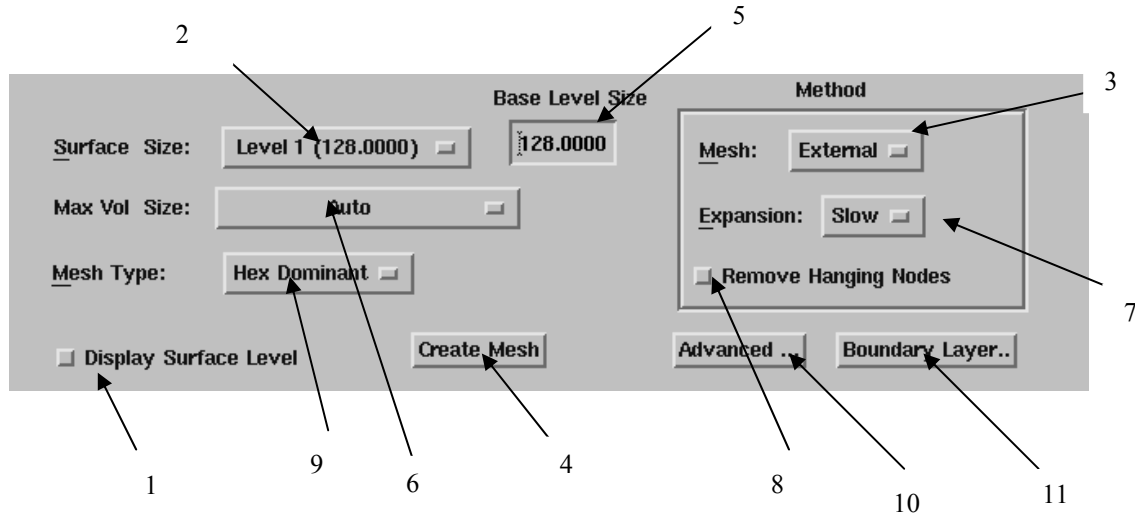 2
5
3
Base Level Size
Method
Surface Size: Level 1 (128.0000) 128.0000
Mesh: External
Max Vol Size: Auto
Expansion: Slow
Mesh Type: Hex Dominant
Remove Hanging Nodes
7
Display Surface Level
Create Mesh
Advanced ...
Boundary Layer..
1
9
6
4
8
10
11